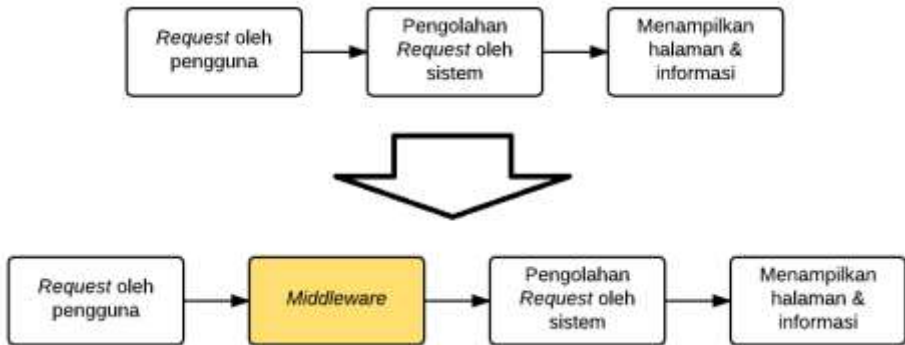 Request oleh
pengguna
Pengolahan
Request oleh
sistem
Menampilkan
halaman &
informasi
Request oleh
pengguna
Middleware
Pengolahan
Request oleh
sistem
Menampilkan
halaman &
informasi